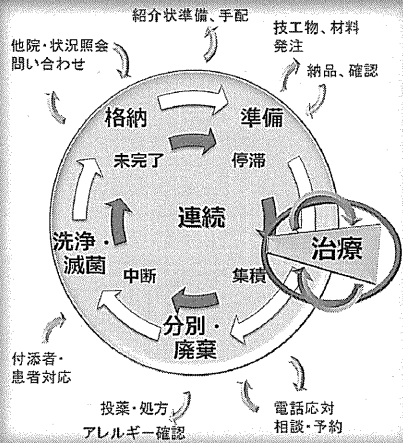 紹介状準備、手配
技工物、材料
発注
他院・状況照会
問い合わせ
納品、確認
格納
準備
未完了
停滞
連続
治療
洗浄・
滅菌
中断
集積
分別・
廃棄
付添者・
患者対応
投薬・処方
アレルギー確認
電話応対
相談・予約